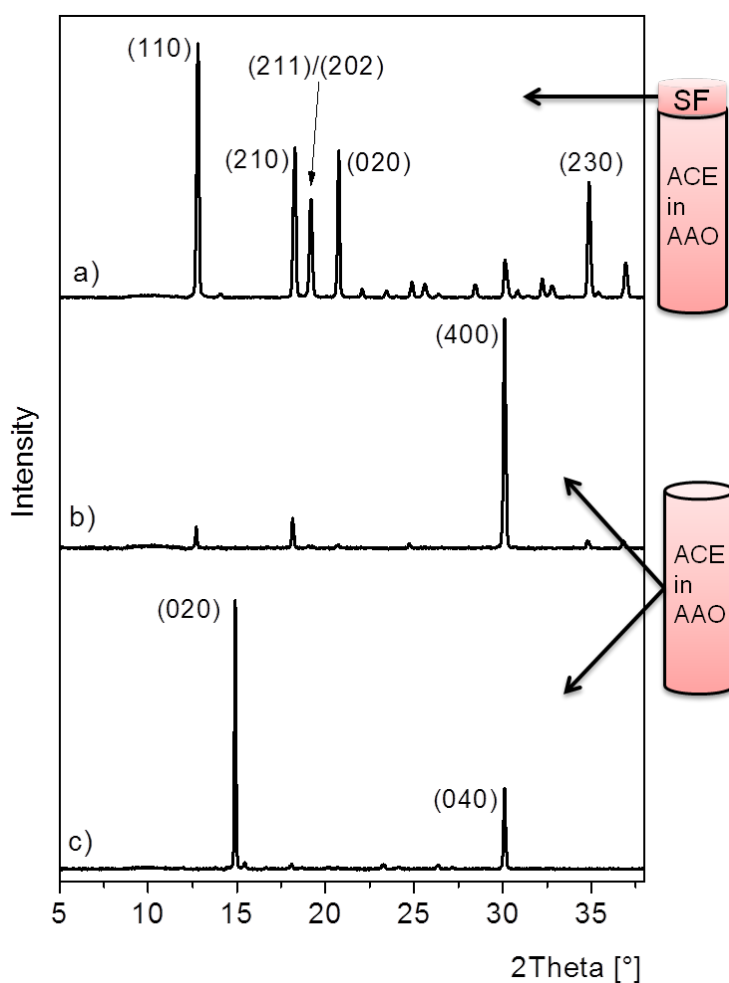 Intensity
(110)
(211)/(202)
(210)
(020)
(230)
a)
(400)
b)
(020)
(040)
c)
5 10 15 20 25 30 35
2Theta [°]
SF
ACE
in
AAO
ACE
in
AAO